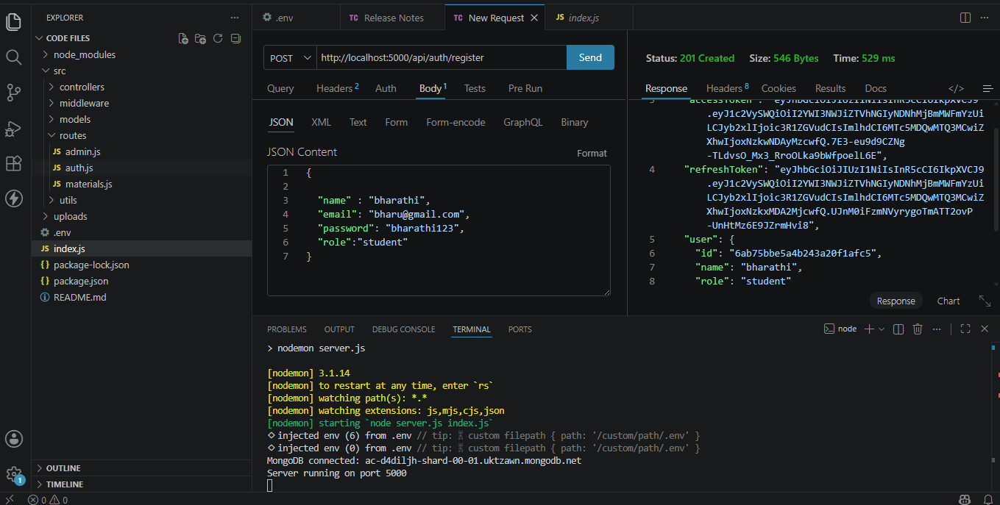 EXPLORER
CODE FILES
node_modules
src
controllers
middleware
models
routes
JS admin.js
JS auth.js
JS materials.js
utils
uploads
.env
JS index.js
{} package-lock.json
{} package.json
README.md
OUTLINE
TIMELINE
1
0 0
.env
TC Release Notes
TC New Request
JS index.js
POST
http://localhost:5000/api/auth/register
Send
Query Headers 2 Auth Body 1 Tests Pre Run
JSON XML Text Form Form-encode GraphQL Binary
JSON Content
Format
1 {
2
3 "name" : "bharathi",
4 "email": "bharu@gmail.com",
5 "password": "bharathi123",
6 "role":"student"
7 }
Status: 201 Created Size: 546 Bytes Time: 529 ms
Response Headers 8 Cookies Results Docs </>
.eyJ1c2VySWQiOiI2YWI3NWJiZTVhNGIyNDNhMjBmMWFmYzUi
LCJyb2xlIjoic3R1ZGVudCIsImlhdCI6MTc5MDQwMTQ3MCwiZ
XhwIjoxNzkwNDAyMzcwfQ.7E3-eu9d9CZNg
-TLdvsO_Mx3_RroOLka9bWfpoelL6E",
4 "refreshToken": "eyJhbGciOiJIUzI1NiIsInR5cCI6IkpXVCJ9
.eyJ1c2VySWQiOiI2YWI3NWJiZTVhNGIyNDNhMjBmMWFmYzUi
LCJyb2xlIjoic3R1ZGVudCIsImlhdCI6MTc5MDQwMTQ3MCwiZ
XhwIjoxNzkxMDA2MjcwfQ.UJnM0iFzmNVyrygoTmATT2ovP
-UnHtMz6E9JZrmHvi8",
5 "user": {
6 "id": "6ab75bbe5a4b243a20f1afc5",
7 "name": "bharathi",
8 "role": "student"
Response Chart
PROBLEMS OUTPUT DEBUG CONSOLE TERMINAL PORTS
node
> nodemon server.js
[nodemon] 3.1.14
[nodemon] to restart at any time, enter `rs`
[nodemon] watching path(s): *.*
[nodemon] watching extensions: js,mjs,cjs,json
[nodemon] starting `node server.js index.js`
◇ injected env (6) from .env // tip: ⌘ custom filepath { path: '/custom/path/.env' }
◇ injected env (0) from .env // tip: ⌘ custom filepath { path: '/custom/path/.env' }
MongoDB connected: ac-d4diljh-shard-00-01.uktzawn.mongodb.net
Server running on port 5000